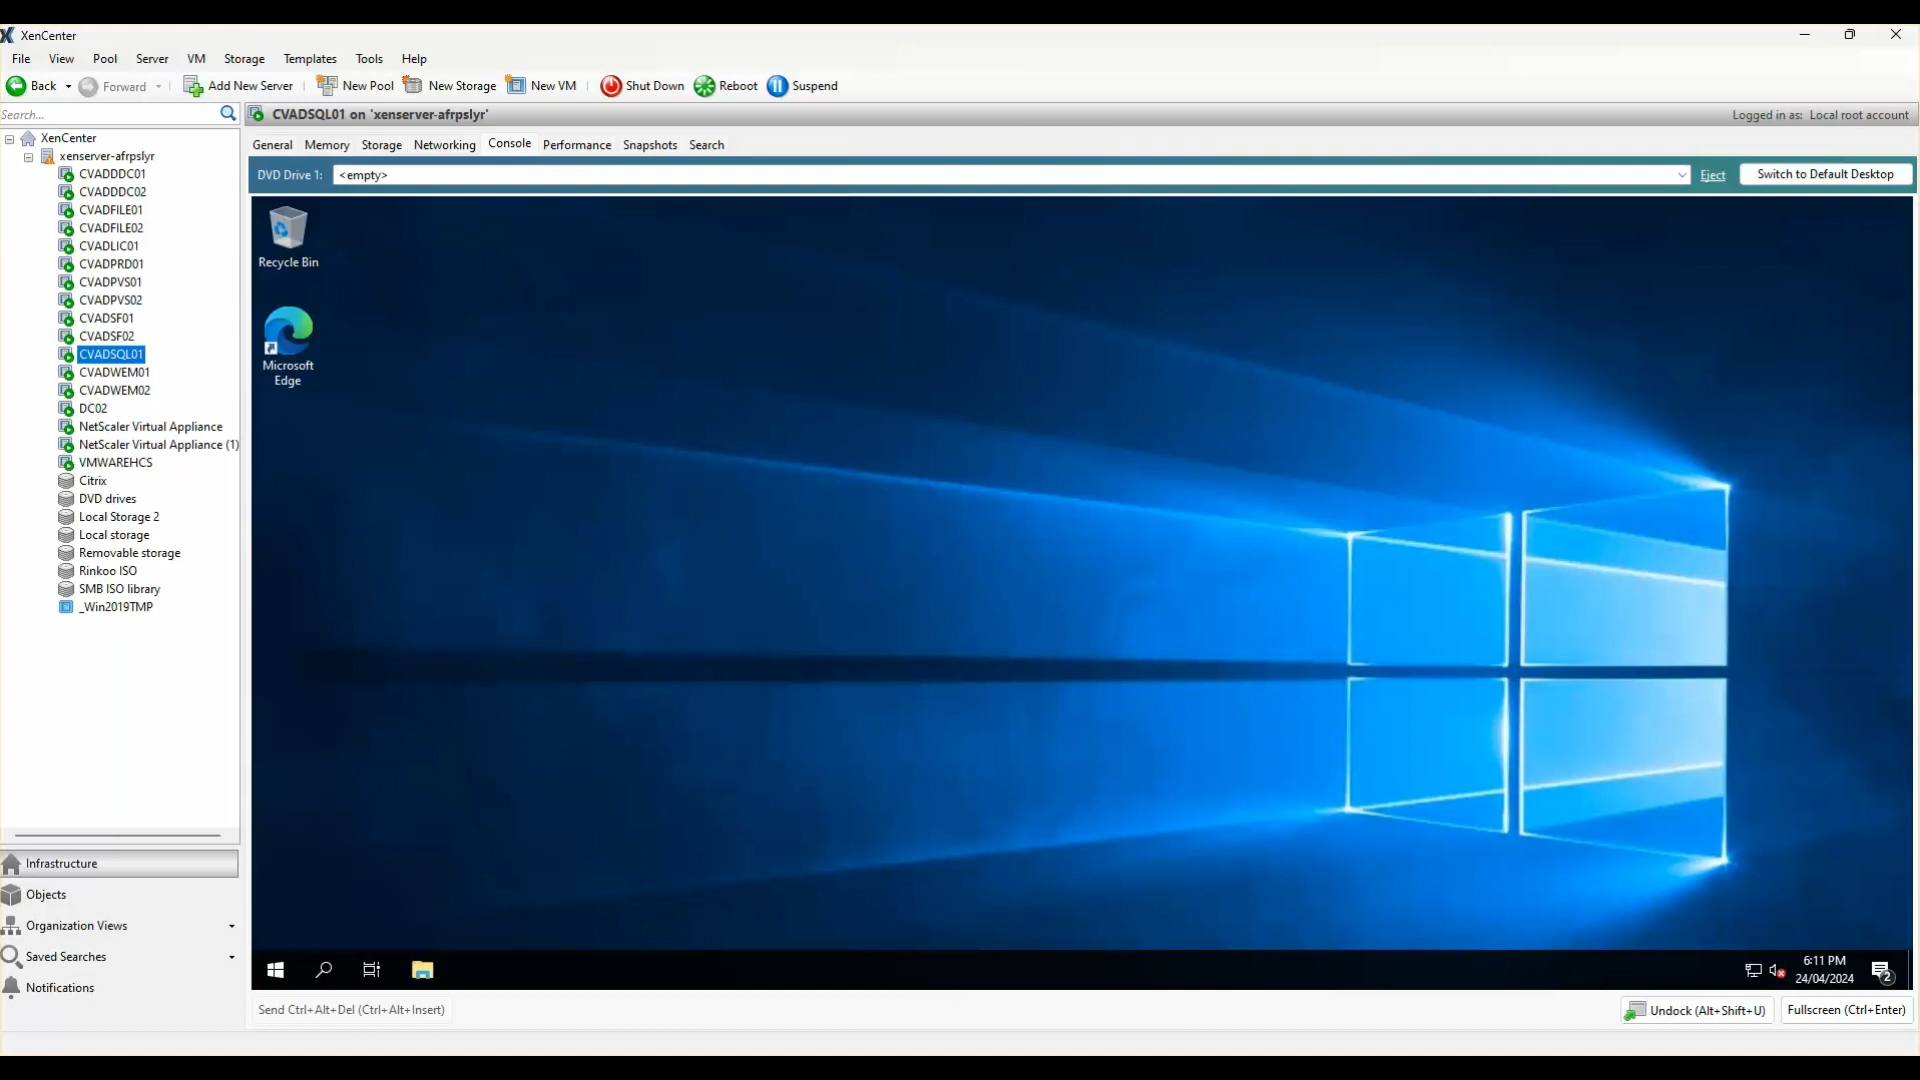 XenCenter
File View Pool Server VM Storage Templates Tools Help
Back Forward Add New Server New Pool New Storage New VM Shut Down Reboot Suspend
Search...
CVADSQL01 on 'xenserver-afrpslyr'
Logged in as: Local root account
XenCenter
xenserver-afrpslyr
CVADDDC01
CVADDDC02
CVADFILE01
CVADFILE02
CVADLIC01
CVADPRD01
CVADPVS01
CVADPVS02
CVADSF01
CVADSF02
CVADSQL01
CVADWEM01
CVADWEM02
DC02
NetScaler Virtual Appliance
NetScaler Virtual Appliance (1)
VMWAREHCS
Citrix
DVD drives
Local Storage 2
Local storage
Removable storage
Rinkoo ISO
SMB ISO library
_Win2019TMP
Infrastructure
Objects
Organization Views
Saved Searches
Notifications
General Memory Storage Networking Console Performance Snapshots Search
DVD Drive 1: <empty> Eject Switch to Default Desktop
Recycle Bin
Microsoft
Edge
6:11 PM
24/04/2024
2
Send Ctrl+Alt+Del (Ctrl+Alt+Insert)
Undock (Alt+Shift+U)
Fullscreen (Ctrl+Enter)